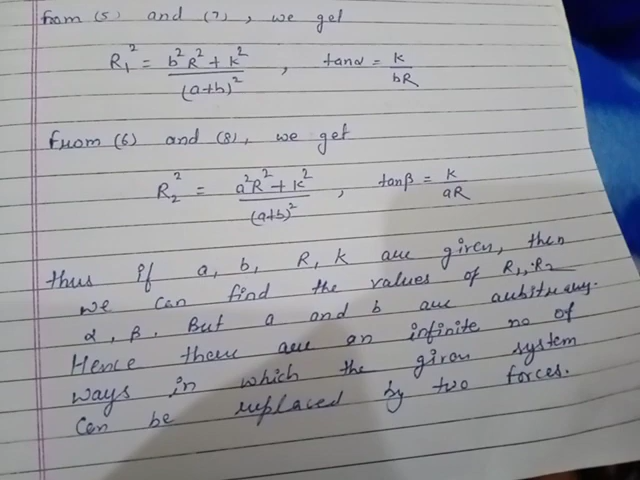 from (5) and (7), we get
R₁² = (b²R² + k²) / (a+b)² , tanα = k / bR
from (6) and (8), we get
R₂² = (a²R² + k²) / (a+b)² , tanβ = k / aR
thus if a, b, R, K are given, then
we can find the values of R₁, R₂
α, β. But a and b are arbitrary.
Hence there are an infinite no of
ways in which the given system
can be replaced by two forces.